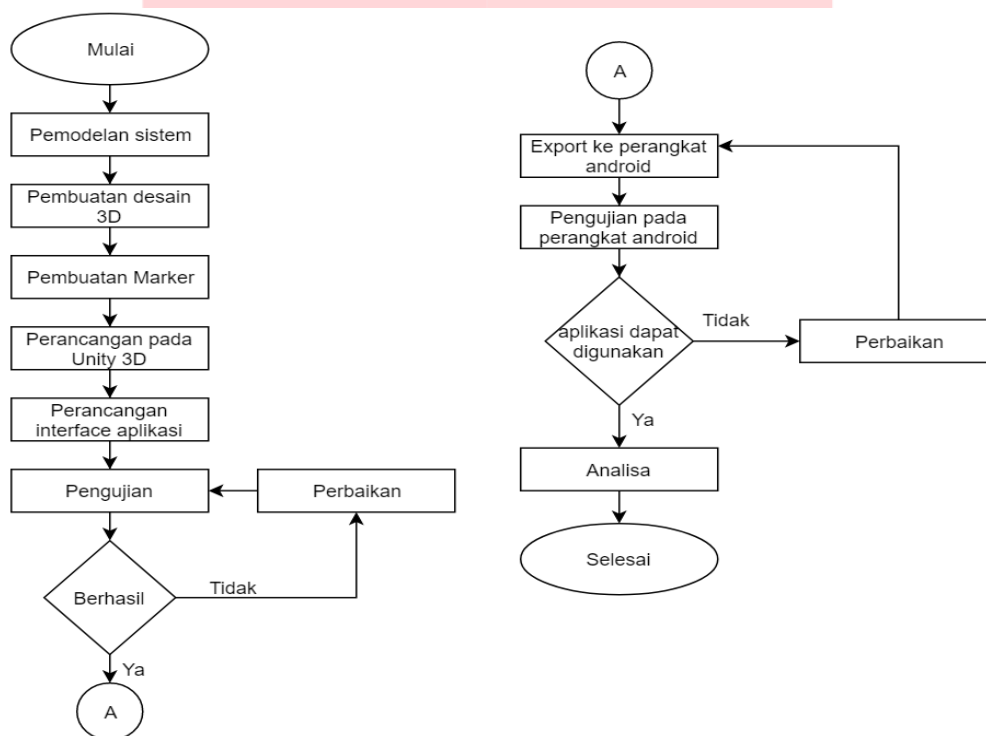 Mulai
Pemodelan sistem
Pembuatan desain
3D
Pembuatan Marker
Perancangan pada
Unity 3D
Perancangan
interface aplikasi
Pengujian
Perbaikan
Berhasil
Tidak
Ya
A
A
Export ke perangkat
android
Pengujian pada
perangkat android
aplikasi dapat
digunakan
Tidak
Perbaikan
Ya
Analisa
Selesai